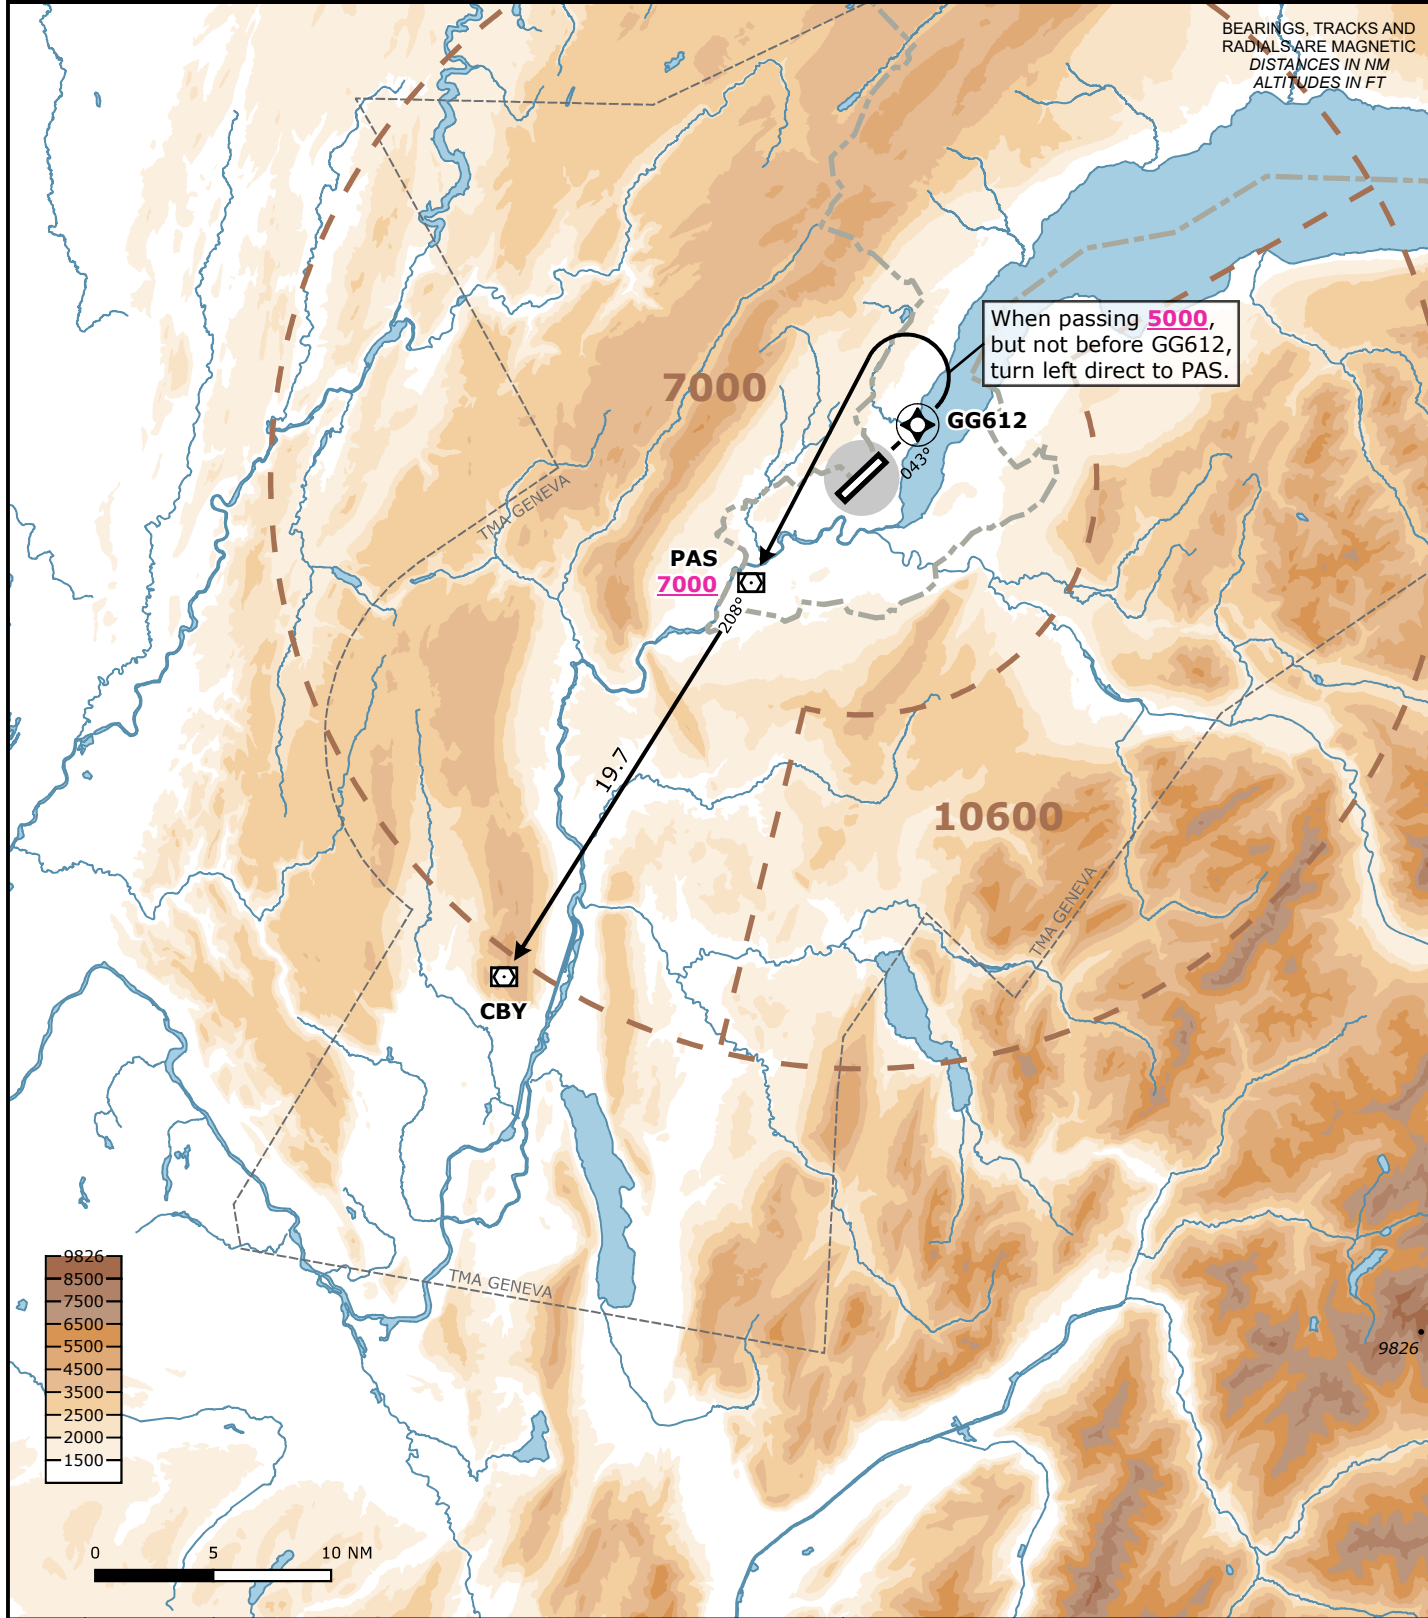 BEARINGS, TRACKS AND
RADIALS ARE MAGNETIC
DISTANCES IN NM
ALTITUDES IN FT
When passing 5000,
but not before GG612,
turn left direct to PAS.
7000
GG612
043°
TMA GENEVA
PAS
7000
208°
19.7
10600
TMA GENEVA
CBY
TMA GENEVA
9826
8500
7500
6500
5500
4500
3500
2500
2000
1500
9826
0 5 10 NM